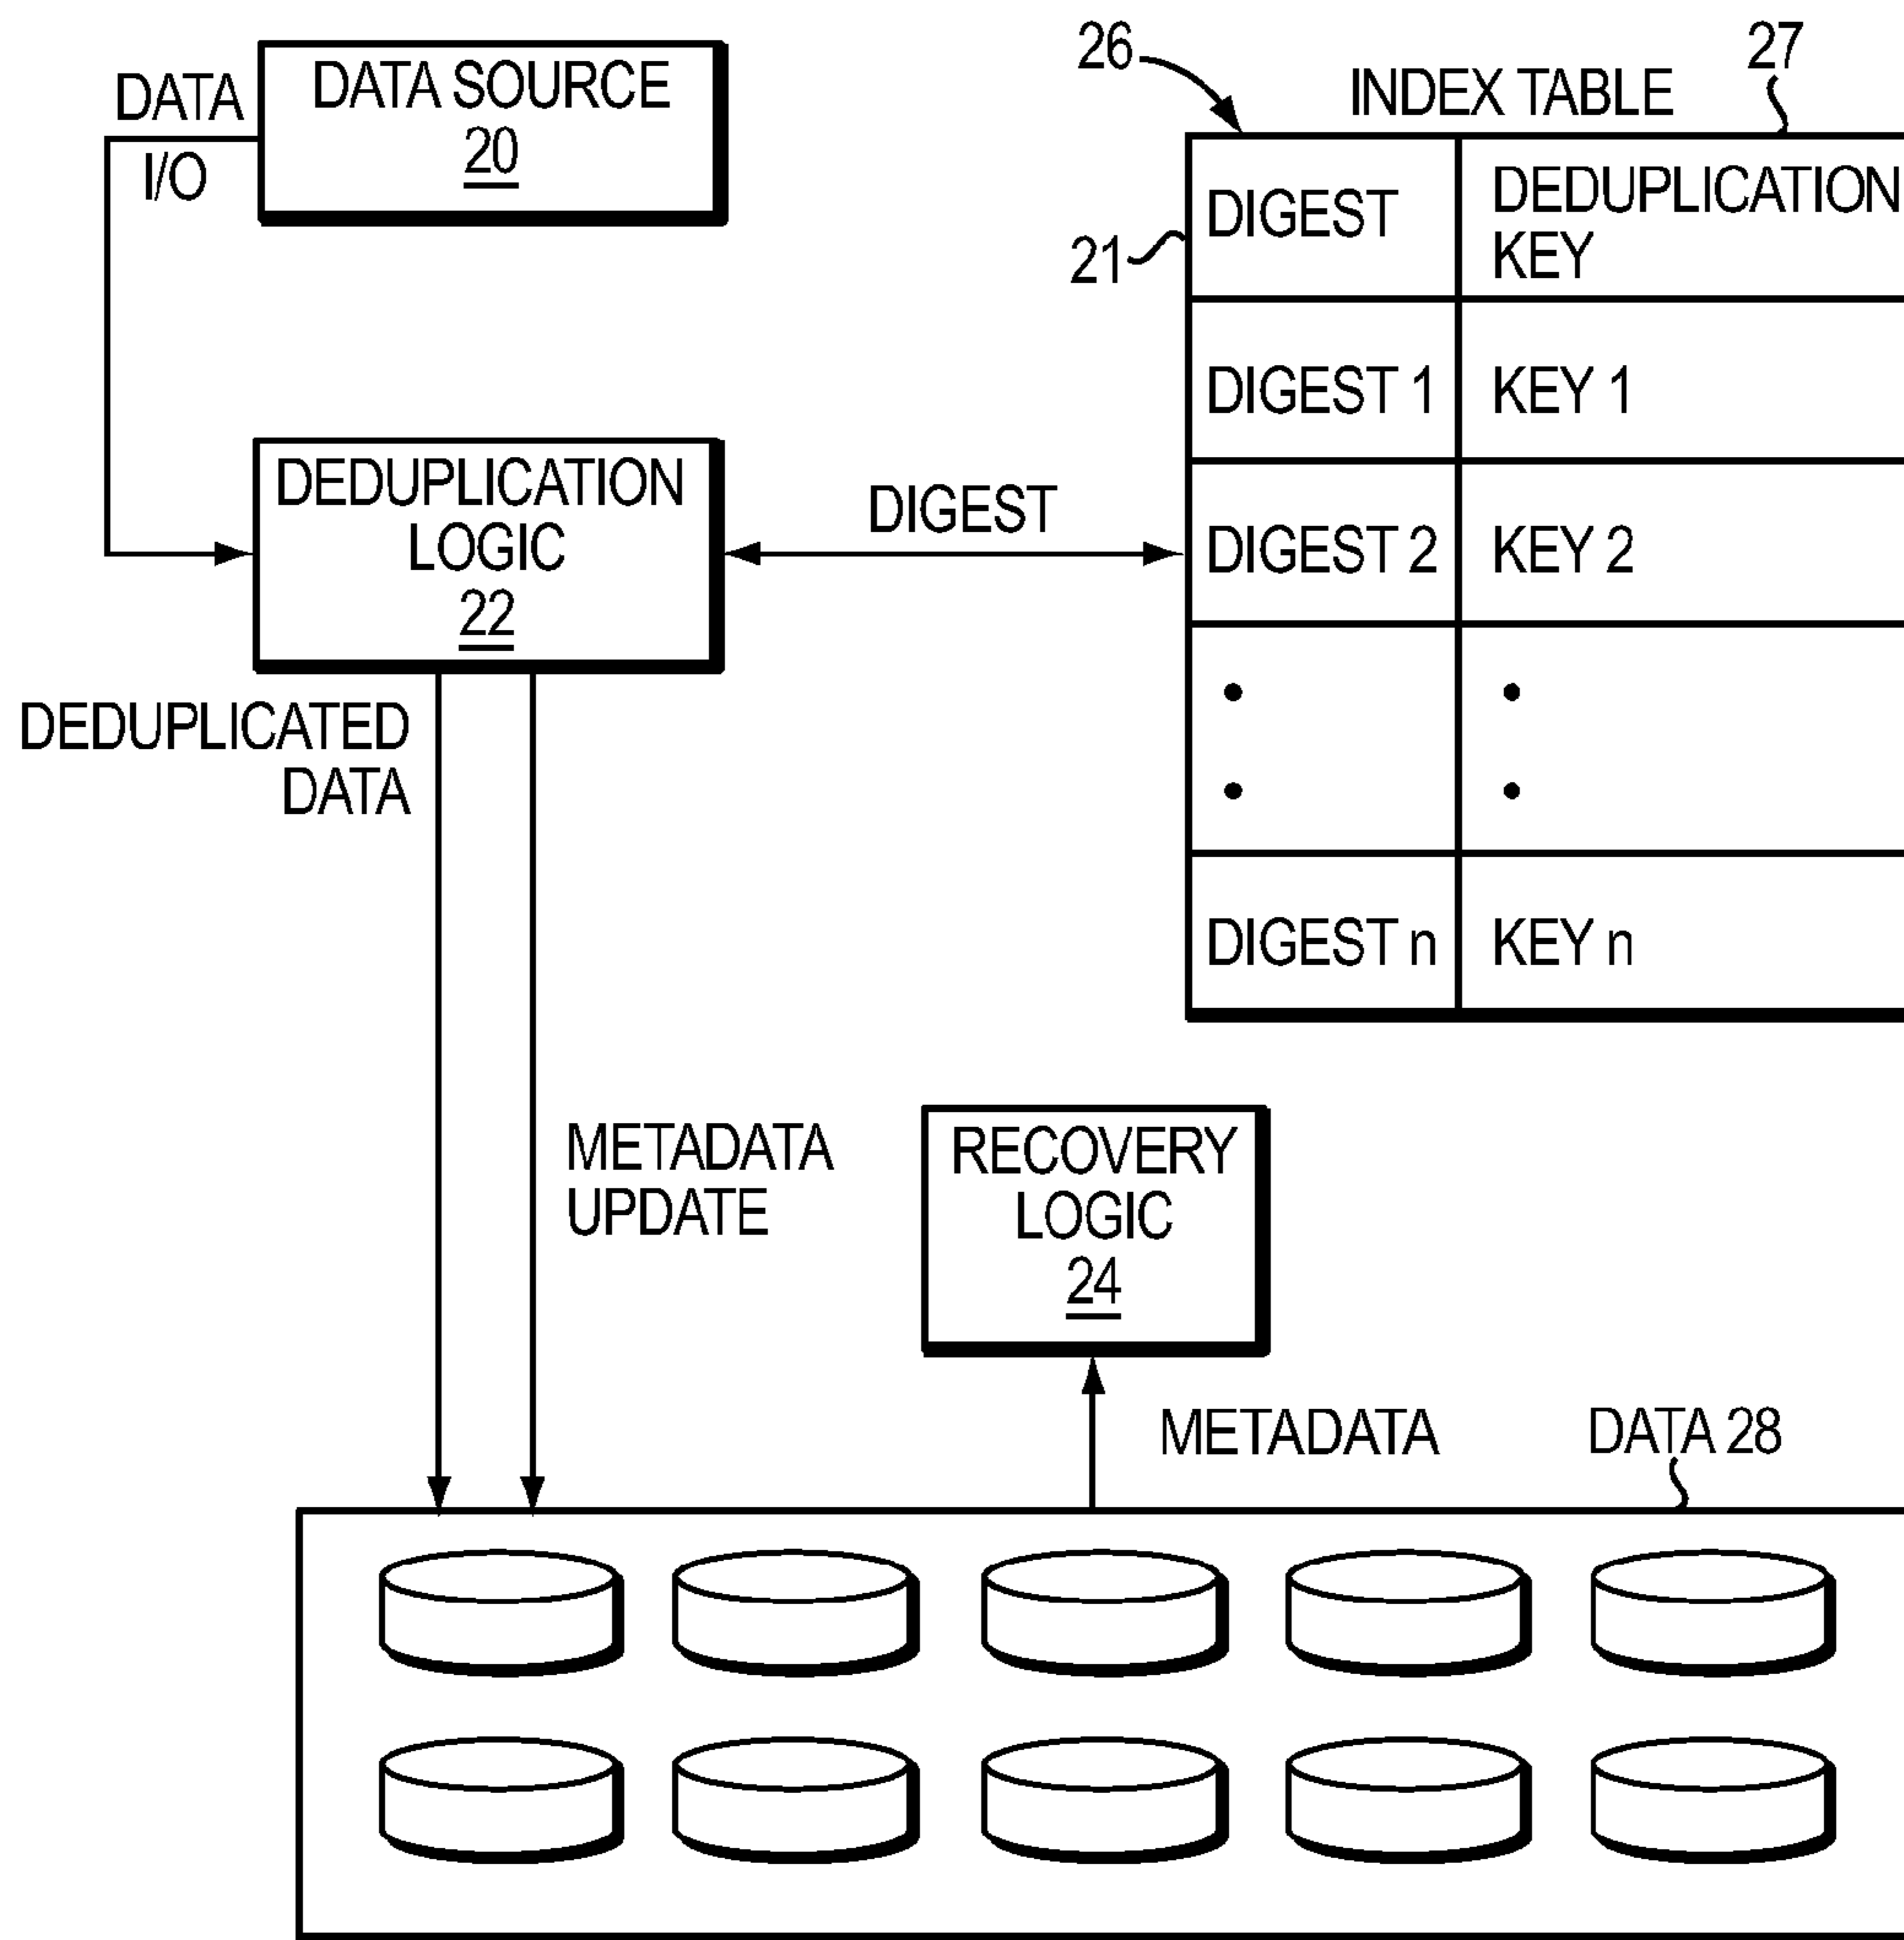 DATA
I/O
DATA SOURCE
20
26
INDEX TABLE
27
21
DIGEST
DEDUPLICATION
KEY
DIGEST 1
KEY 1
DIGEST 2
KEY 2
DIGEST n
KEY n
DEDUPLICATION
LOGIC
22
DIGEST
DEDUPLICATED
DATA
METADATA
UPDATE
RECOVERY
LOGIC
24
METADATA
DATA 28